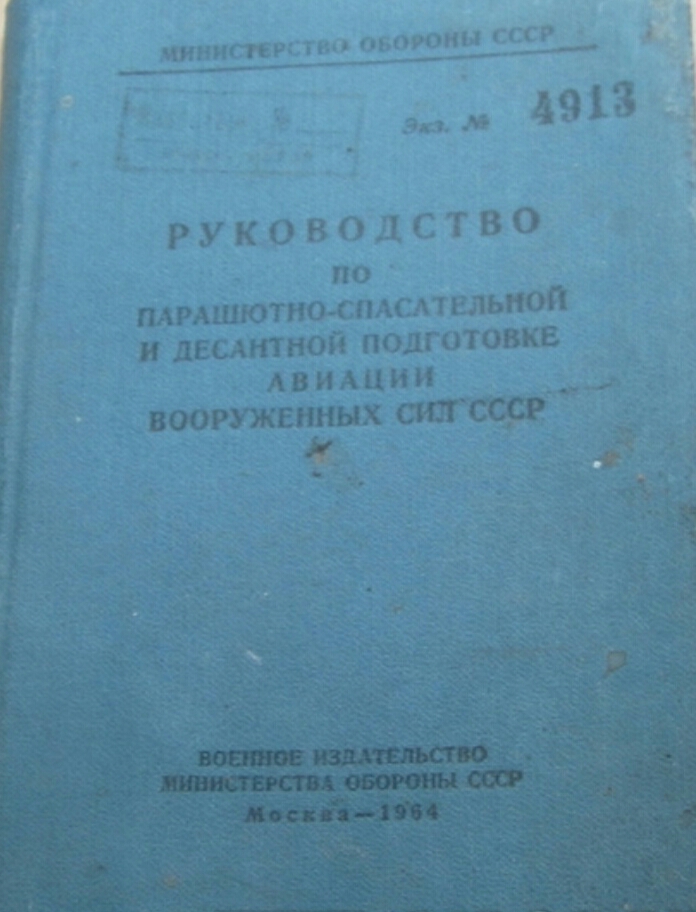 МИНИСТЕРСТВО ОБОРОНЫ СССР
Экз. № 4913
РУКОВОДСТВО
ПО
ПАРАШЮТНО-СПАСАТЕЛЬНОЙ
И ДЕСАНТНОЙ ПОДГОТОВКЕ
АВИАЦИИ
ВООРУЖЕННЫХ СИЛ СССР
ВОЕННОЕ ИЗДАТЕЛЬСТВО
МИНИСТЕРСТВА ОБОРОНЫ СССР
Москва—1964